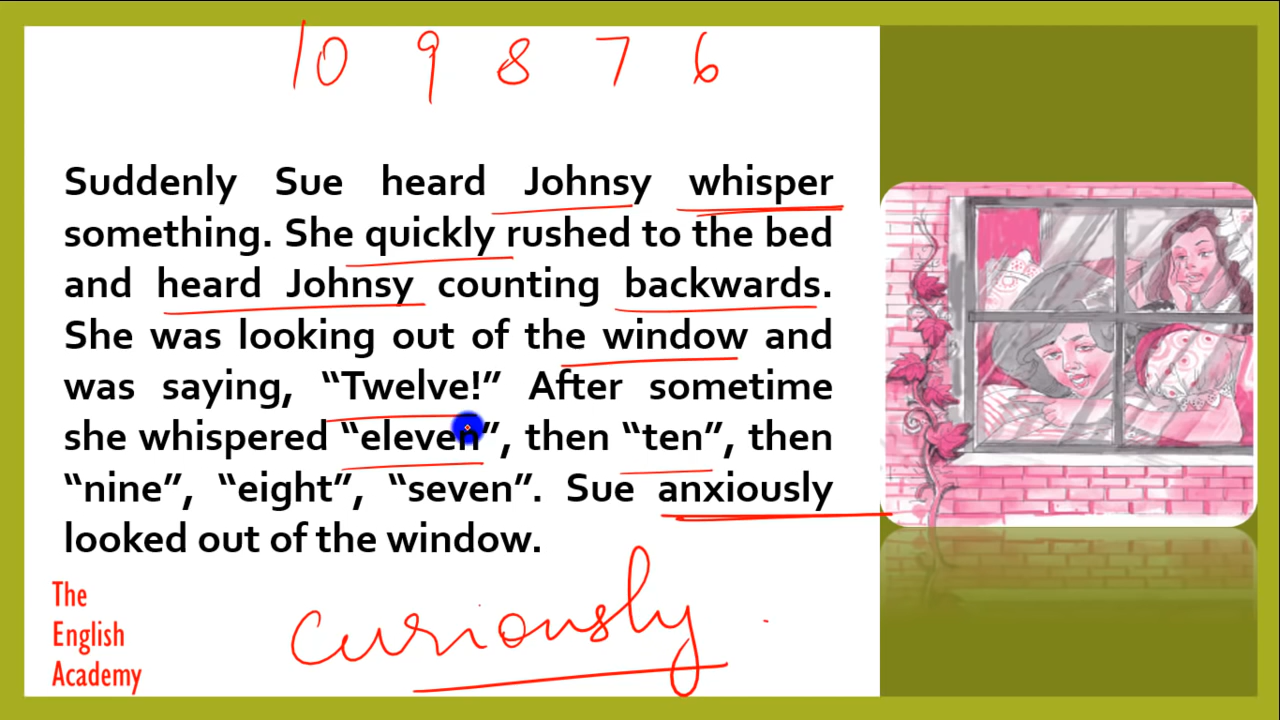 10 9 8 7 6
Suddenly Sue heard Johnsy whisper
something. She quickly rushed to the bed
and heard Johnsy counting backwards.
She was looking out of the window and
was saying, “Twelve!” After sometime
she whispered “eleven”, then “ten”, then
“nine”, “eight”, “seven”. Sue anxiously
looked out of the window.
The
English
Academy
curiously